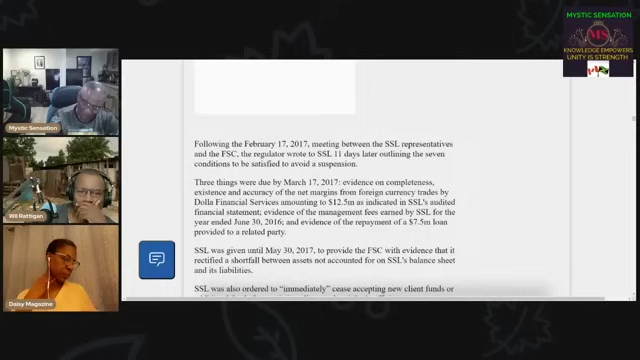 MYSTIC SENSATION
MS
KNOWLEDGE EMPOWERS
UNITY IS STRENGTH
Mystic Sensation
Wil Rattigan
Daisy Magazine
Following the February 17, 2017, meeting between the SSL representatives
and the FSC, the regulator wrote to SSL 11 days later outlining the seven
conditions to be satisfied to avoid a suspension.
Three things were due by March 17, 2017: evidence on completeness,
existence and accuracy of the net margins from foreign currency trades by
Dolla Financial Services amounting to $12.5m as indicated in SSL's audited
financial statement; evidence of the management fees earned by SSL for the
year ended June 30, 2016; and evidence of the repayment of a $7.5m loan
provided to a related party.
SSL was given until May 30, 2017, to provide the FSC with evidence that it
rectified a shortfall between assets not accounted for on SSL's balance sheet
and its liabilities.
SSL was also ordered to "immediately" cease accepting new client funds or